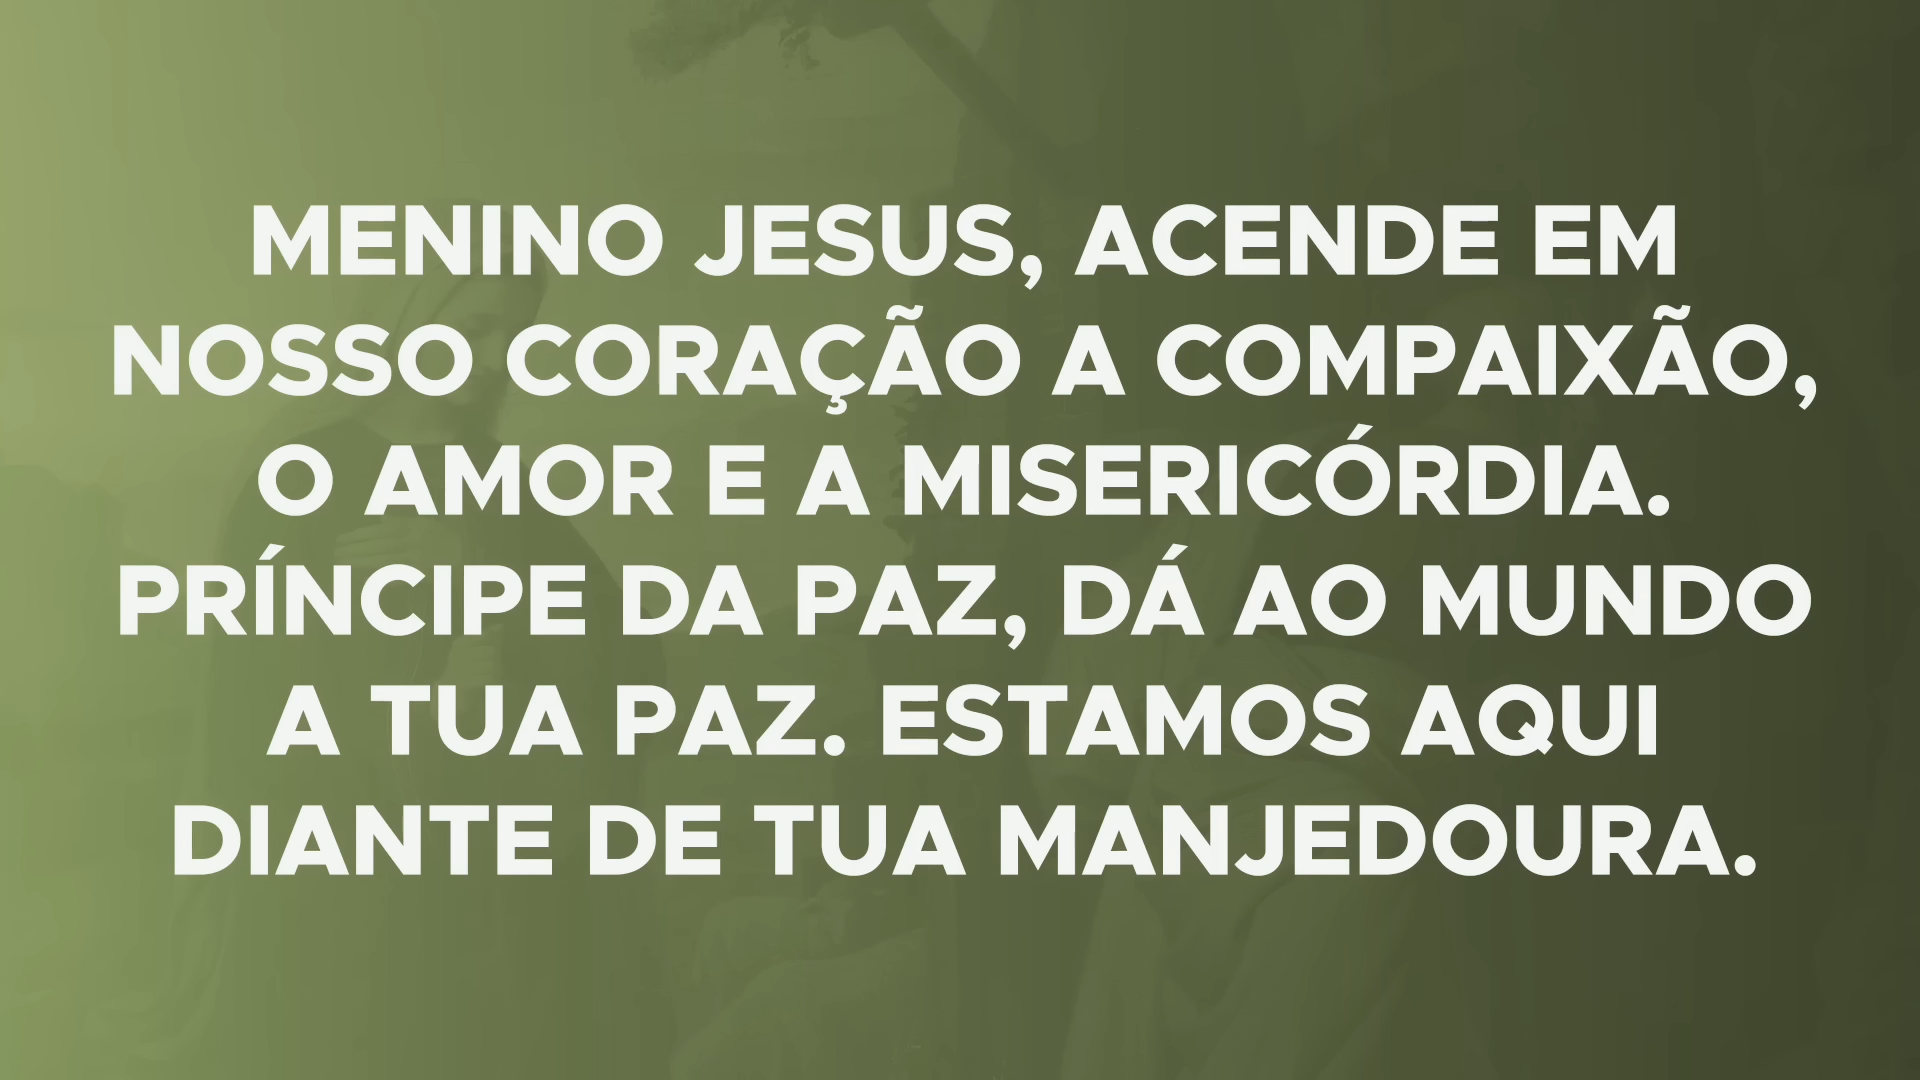 MENINO JESUS, ACENDE EM
NOSSO CORAÇÃO A COMPAIXÃO,
O AMOR E A MISERICÓRDIA.
PRÍNCIPE DA PAZ, DÁ AO MUNDO
A TUA PAZ. ESTAMOS AQUI
DIANTE DE TUA MANJEDOURA.